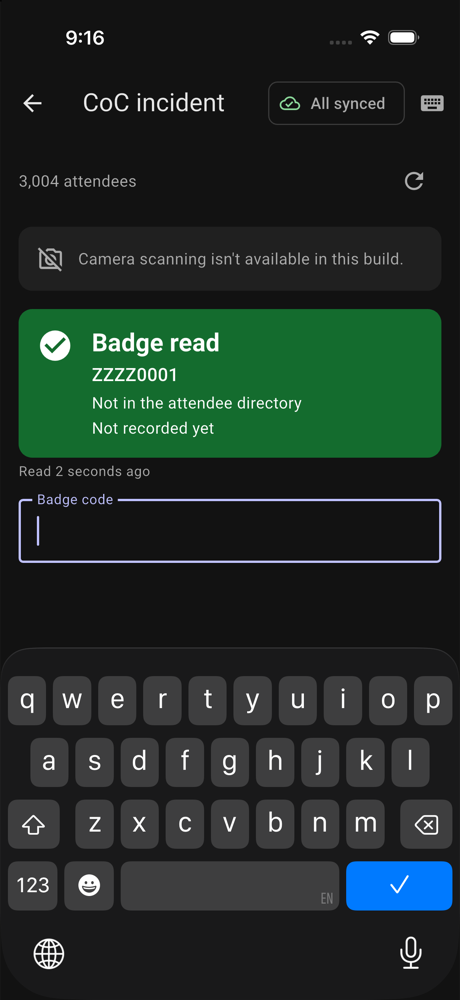 9:16
CoC incident
All synced
3,004 attendees
Camera scanning isn't available in this build.
Badge read
ZZZZ0001
Not in the attendee directory
Not recorded yet
Read 2 seconds ago
Badge code
q w e r t y u i o p
a s d f g h j k l
z x c v b n m
123
EN